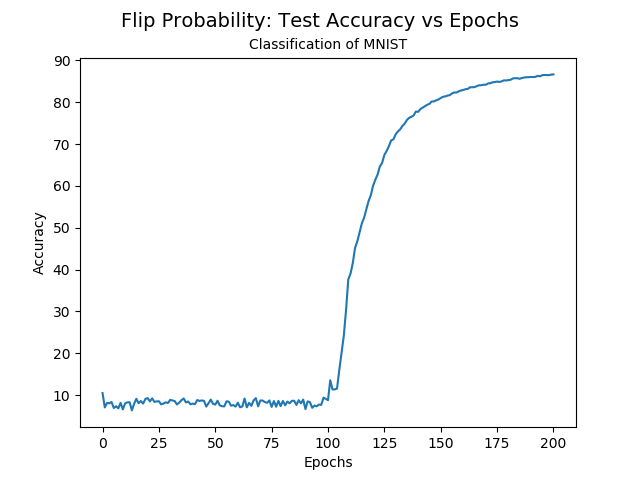 Flip Probability: Test Accuracy vs Epochs
Classification of MNIST
90
80
70
60
50
40
30
20
10
Accuracy
0 25 50 75 100 125 150 175 200
Epochs